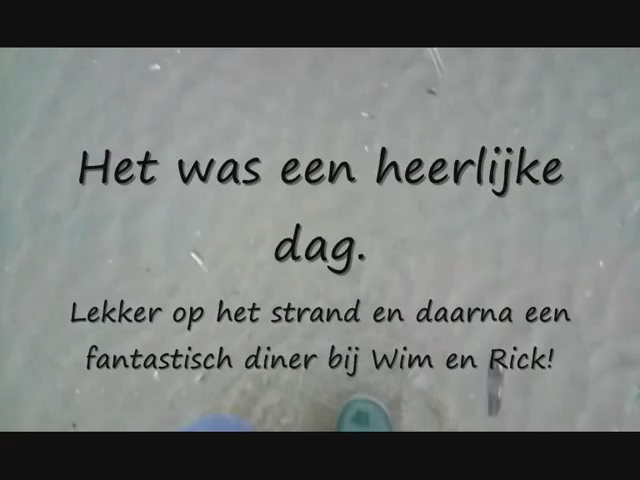 Het was een heerlijke
dag.
Lekker op het strand en daarna een
fantastisch diner bij Wim en Rick!